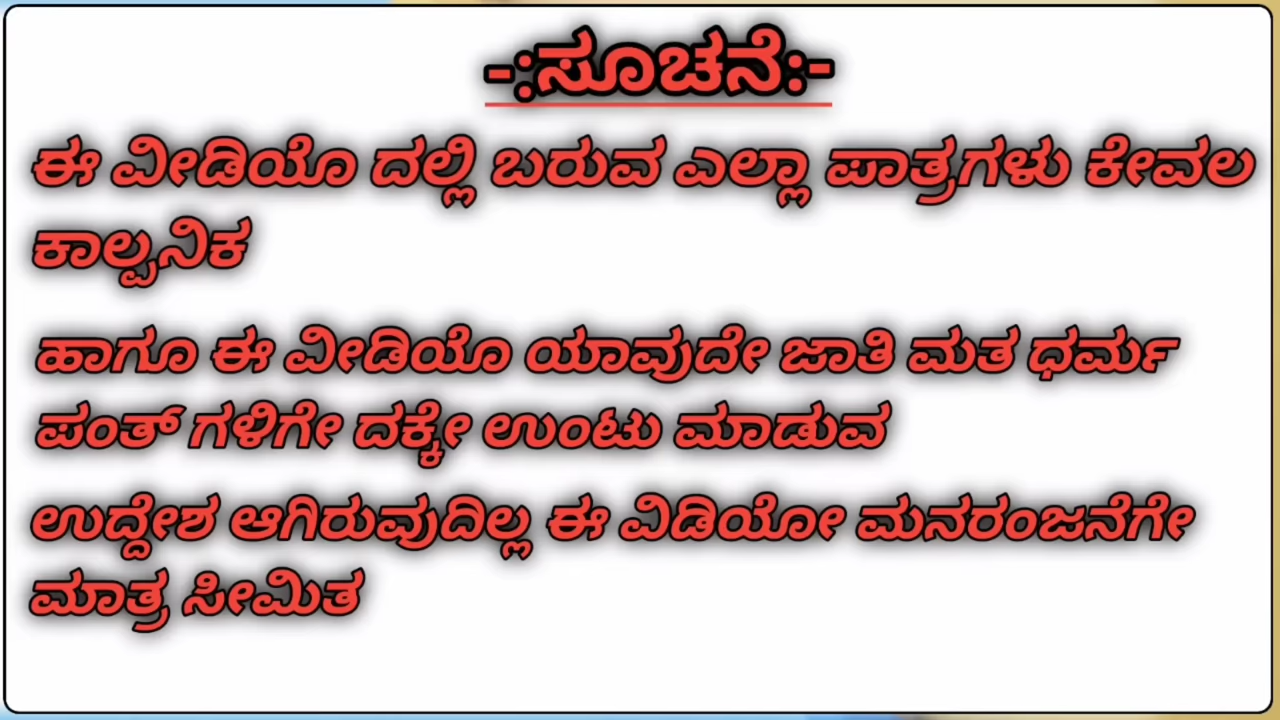 -:ಸೂಚನೆ:-
ಈ ವೀಡಿಯೊ ದಲ್ಲಿ ಬರುವ ಎಲ್ಲಾ ಪಾತ್ರಗಳು ಕೇವಲ
ಕಾಲ್ಪನಿಕ
ಹಾಗೂ ಈ ವೀಡಿಯೊ ಯಾವುದೇ ಜಾತಿ ಮತ ಧರ್ಮ
ಪಂತ್ ಗಳಿಗೇ ದಕ್ಕೇ ಉಂಟು ಮಾಡುವ
ಉದ್ದೇಶ ಆಗಿರುವುದಿಲ್ಲ ಈ ವಿಡಿಯೋ ಮನರಂಜನೆಗೇ
ಮಾತ್ರ ಸೀಮಿತ